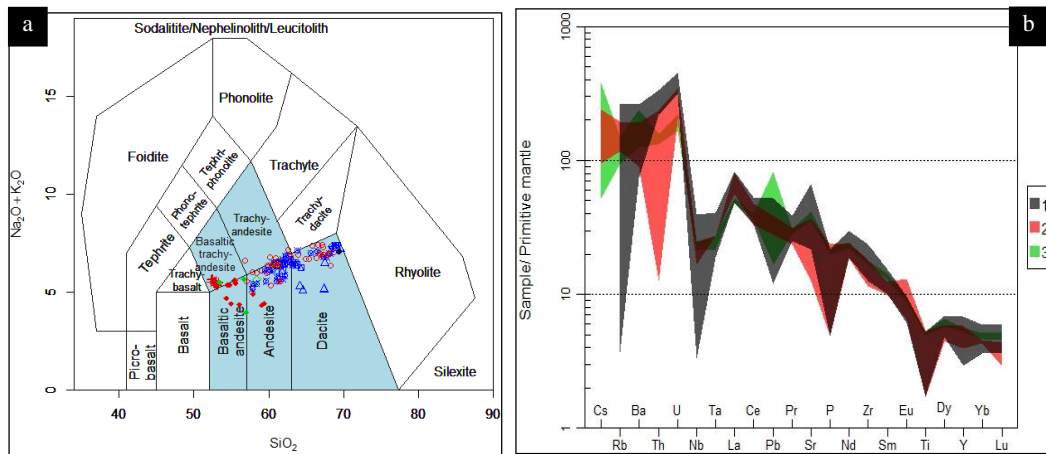 a
Sodalitite/Nephelinolith/Leucitolith
Phonolite
Foidite
Tephri-
phonolite
Trachyte
Phono-
tephrite
Trachy-
andesite
Trachy-
dacite
Tephrite
Basaltic
trachy-
andesite
Trachy-
basalt
Rhyolite
Picro-
basalt
Basalt
Basaltic
andesite
Andesite
Dacite
Silexite
Na₂O+K₂O
15
10
5
0
40 50 60 70 80 90
SiO₂
b
Sample/ Primitive mantle
1000
100
10
1
Cs Ba U Ta Ce Pr P Zr Eu Dy Yb
Rb Th Nb La Pb Sr Nd Sm Ti Y Lu
1
2
3